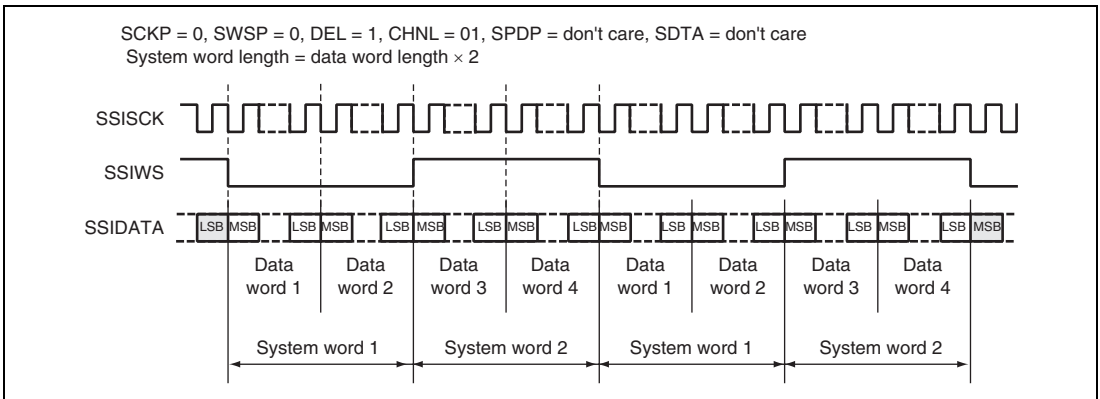 SCKP = 0, SWSP = 0, DEL = 1, CHNL = 01, SPDP = don't care, SDTA = don't care
System word length = data word length × 2
SSISCK
SSIWS
SSIDATA
LSB MSB LSB MSB LSB MSB LSB MSB LSB MSB LSB MSB LSB MSB LSB MSB LSB MSB
Data Data Data Data Data Data Data Data
word 1 word 2 word 3 word 4 word 1 word 2 word 3 word 4
System word 1 System word 2 System word 1 System word 2